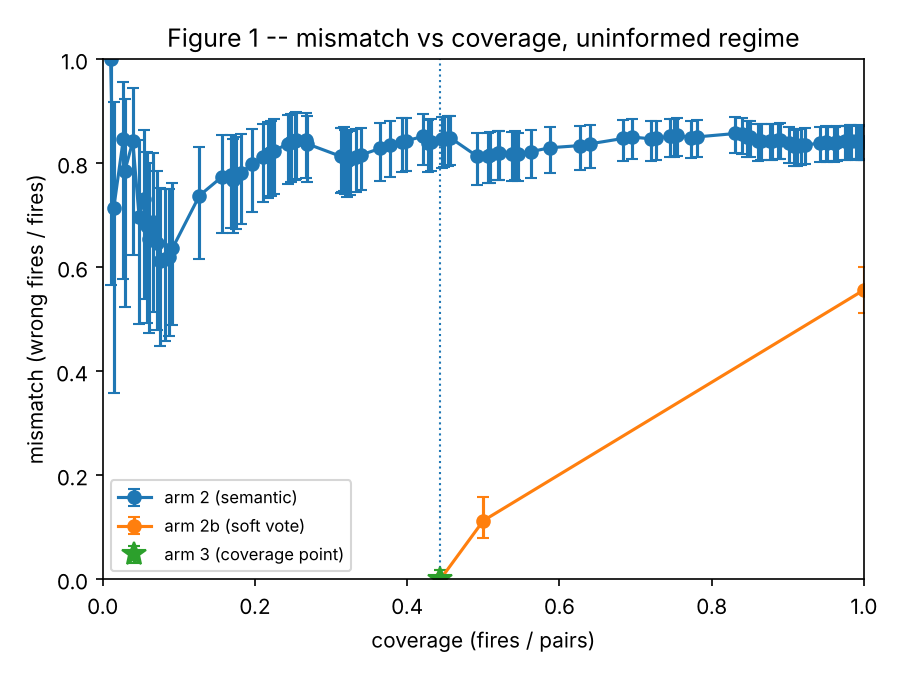 Figure 1 -- mismatch vs coverage, uninformed regime
mismatch (wrong fires / fires)
1.0
0.8
0.6
0.4
0.2
0.0
arm 2 (semantic)
arm 2b (soft vote)
arm 3 (coverage point)
0.0 0.2 0.4 0.6 0.8 1.0
coverage (fires / pairs)